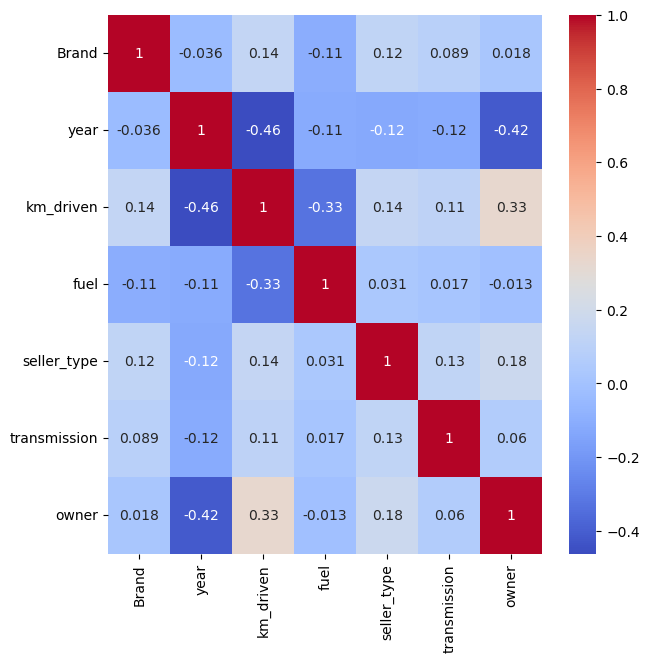 1.0
Brand 1 -0.036 0.14 -0.11 0.12 0.089 0.018
0.8
year -0.036 1 -0.46 -0.11 -0.12 -0.12 -0.42
0.6
km_driven 0.14 -0.46 1 -0.33 0.14 0.11 0.33
0.4
fuel -0.11 -0.11 -0.33 1 0.031 0.017 -0.013
0.2
seller_type 0.12 -0.12 0.14 0.031 1 0.13 0.18
0.0
transmission 0.089 -0.12 0.11 0.017 0.13 1 0.06
-0.2
owner 0.018 -0.42 0.33 -0.013 0.18 0.06 1
-0.4
Brand
year
km_driven
fuel
seller_type
transmission
owner